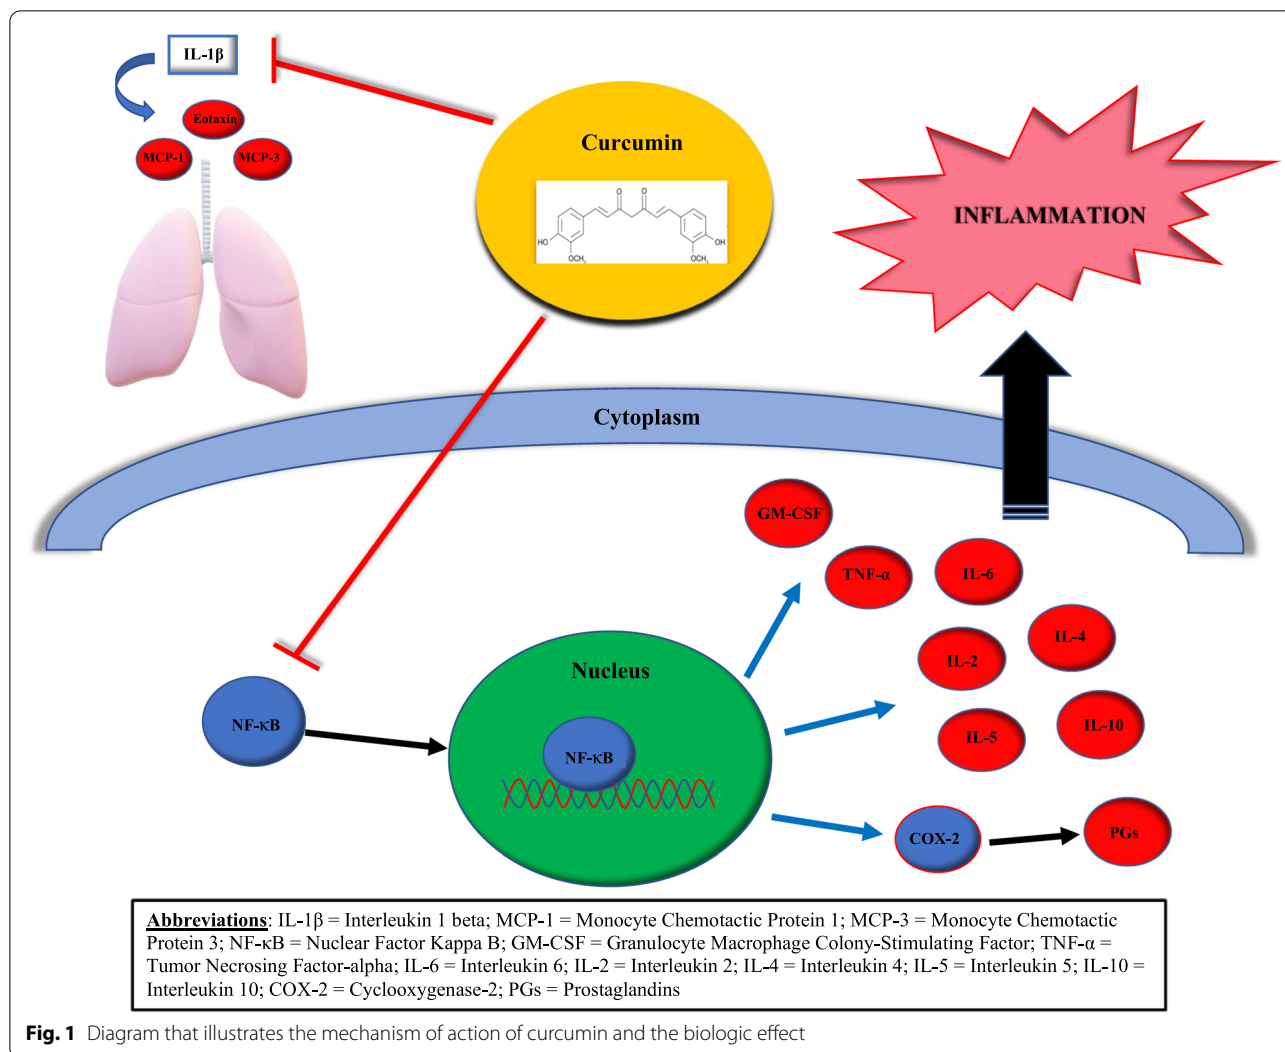 IL-1β
Eotaxin
MCP-1
MCP-3
Curcumin
O
O
HO
OCH₃
OCH₃
OH
INFLAMMATION
Cytoplasm
GM-CSF
TNF-α
IL-6
IL-4
IL-2
IL-10
IL-5
Nucleus
NF-κB
NF-κB
COX-2
PGs
Abbreviations: IL-1β = Interleukin 1 beta; MCP-1 = Monocyte Chemotactic Protein 1; MCP-3 = Monocyte Chemotactic
Protein 3; NF-κB = Nuclear Factor Kappa B; GM-CSF = Granulocyte Macrophage Colony-Stimulating Factor; TNF-α =
Tumor Necrosing Factor-alpha; IL-6 = Interleukin 6; IL-2 = Interleukin 2; IL-4 = Interleukin 4; IL-5 = Interleukin 5; IL-10 =
Interleukin 10; COX-2 = Cyclooxygenase-2; PGs = Prostaglandins
Fig. 1 Diagram that illustrates the mechanism of action of curcumin and the biologic effect